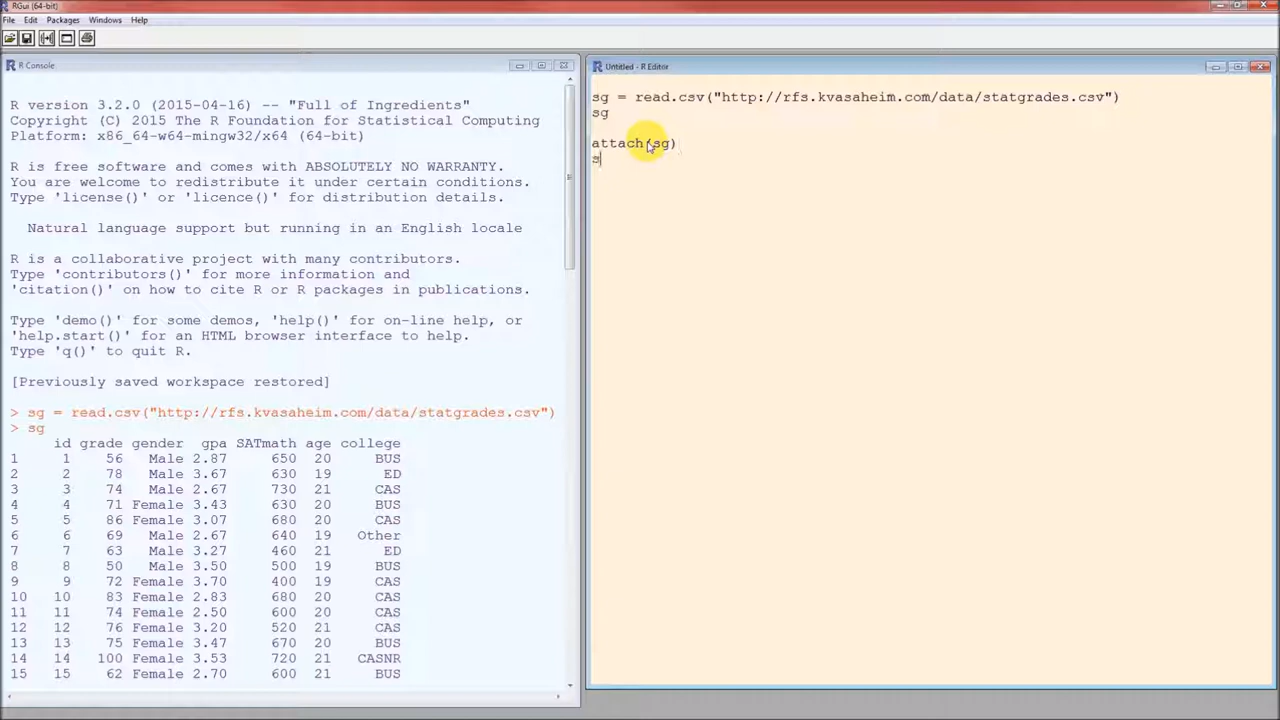 RGui (64-bit)
File Edit Packages Windows Help
R Console
R version 3.2.0 (2015-04-16) -- "Full of Ingredients"
Copyright (C) 2015 The R Foundation for Statistical Computing
Platform: x86_64-w64-mingw32/x64 (64-bit)
R is free software and comes with ABSOLUTELY NO WARRANTY.
You are welcome to redistribute it under certain conditions.
Type 'license()' or 'licence()' for distribution details.
Natural language support but running in an English locale
R is a collaborative project with many contributors.
Type 'contributors()' for more information and
'citation()' on how to cite R or R packages in publications.
Type 'demo()' for some demos, 'help()' for on-line help, or
'help.start()' for an HTML browser interface to help.
Type 'q()' to quit R.
[Previously saved workspace restored]
> sg = read.csv("http://rfs.kvasaheim.com/data/statgrades.csv")
> sg
id grade gender gpa SATmath age college
1 1 56 Male 2.87 650 20 BUS
2 2 78 Male 3.67 630 19 ED
3 3 74 Male 2.67 730 21 CAS
4 4 71 Female 3.43 630 20 BUS
5 5 86 Female 3.07 680 20 CAS
6 6 69 Male 2.67 640 19 Other
7 7 63 Male 3.27 460 21 ED
8 8 50 Male 3.50 500 19 BUS
9 9 72 Female 3.70 400 19 CAS
10 10 83 Female 2.83 680 20 CAS
11 11 74 Female 2.50 600 20 CAS
12 12 76 Female 3.20 520 21 CAS
13 13 75 Female 3.47 670 20 BUS
14 14 100 Female 3.53 720 21 CASNR
15 15 62 Female 2.70 600 21 BUS
Untitled - R Editor
sg = read.csv("http://rfs.kvasaheim.com/data/statgrades.csv")
sg
attach(sg)
s